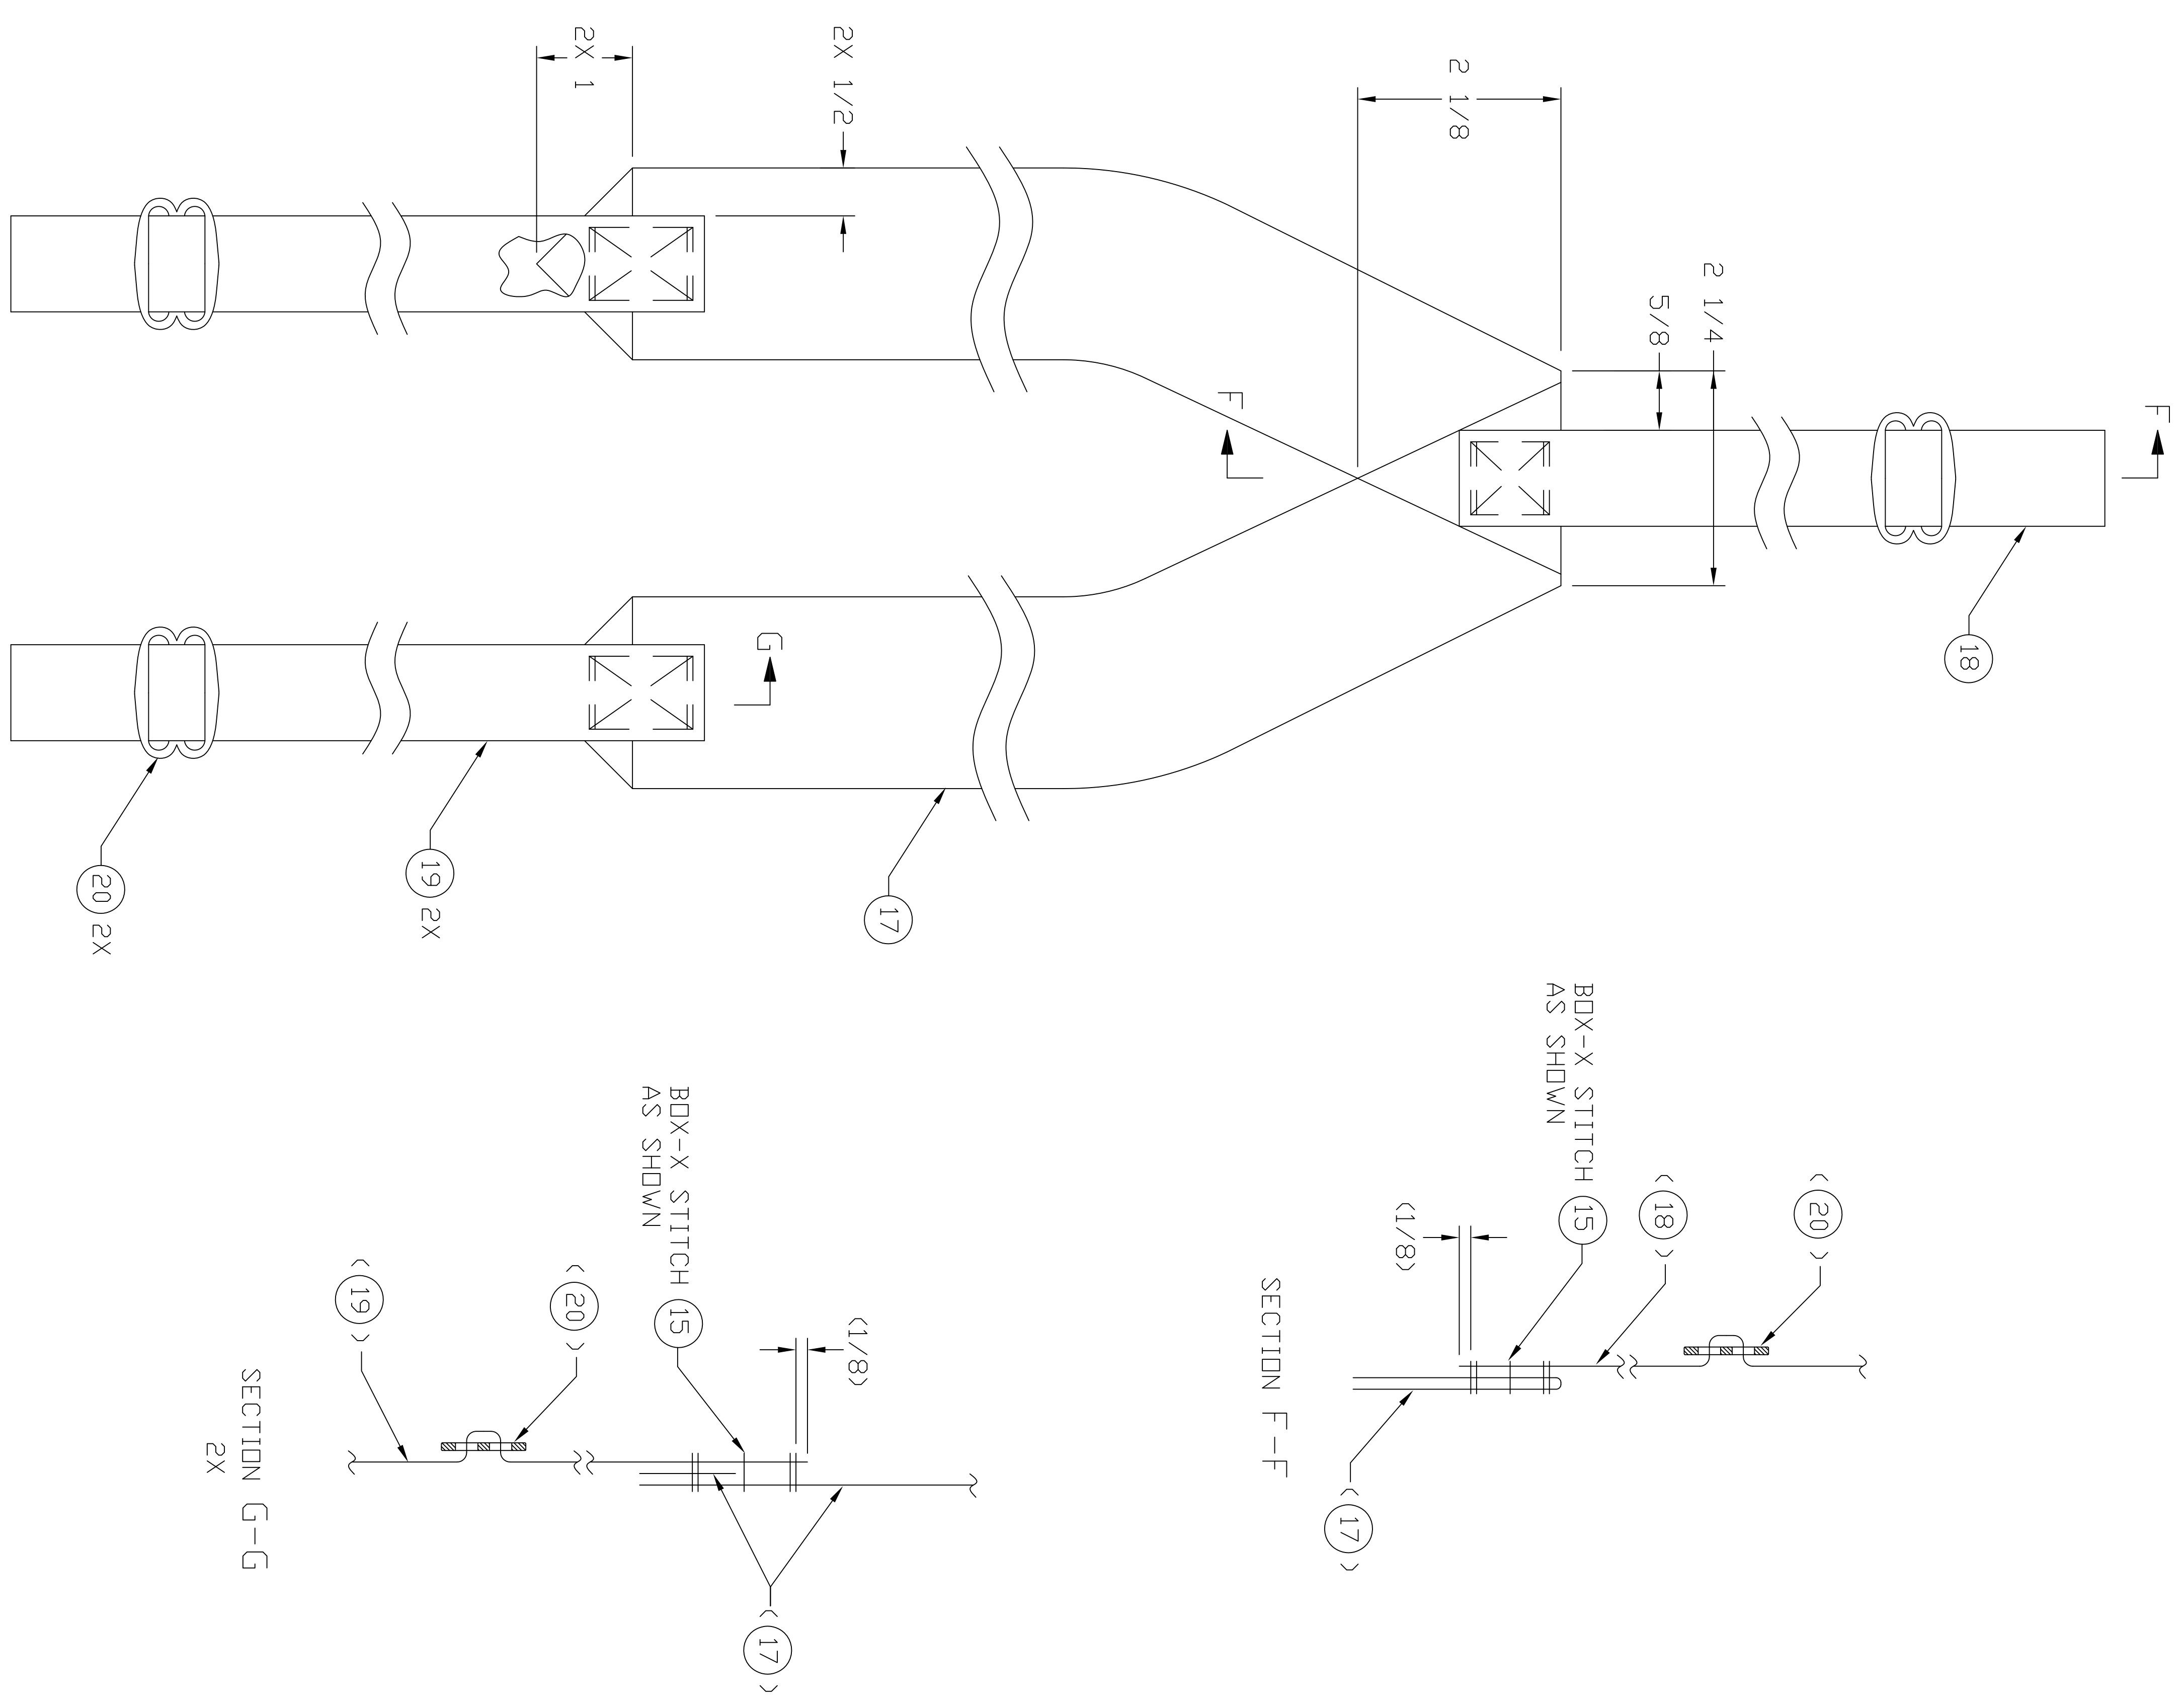 F
18
2 1/4
5/8
2 1/8
F
2X 1/2
G
2X 1
17
19 2X
20 2X
(20)
(18)
BOX-X STITCH 15
AS SHOWN
(1/8)
(17)
SECTION F-F
(1/8)
BOX-X STITCH 15
AS SHOWN
(20)
(19)
(17)
SECTION G-G
2X